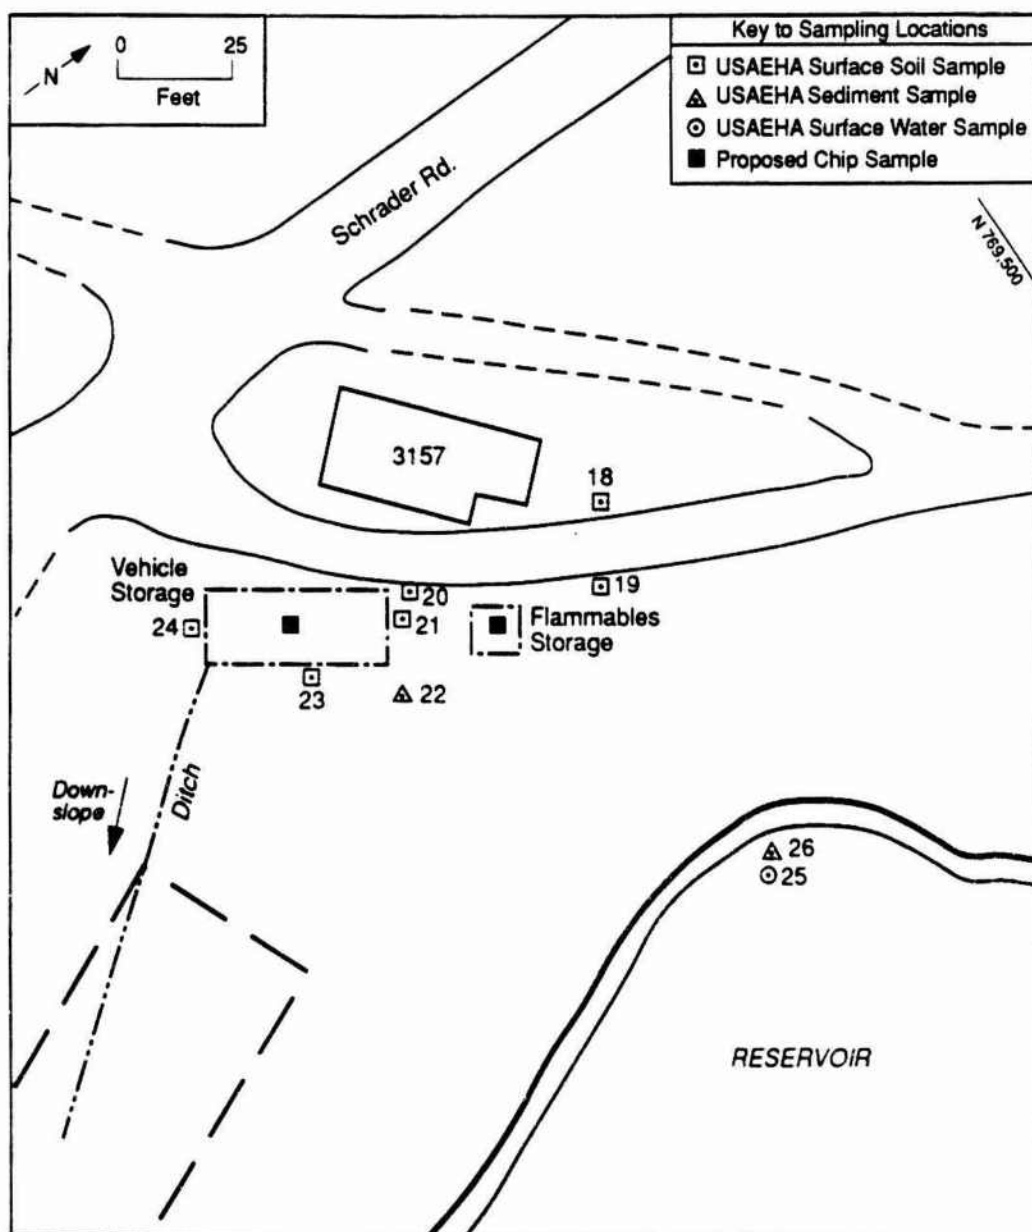 N
0 25
Feet
Key to Sampling Locations
USAEHA Surface Soil Sample
USAEHA Sediment Sample
USAEHA Surface Water Sample
Proposed Chip Sample
Schrader Rd.
N 769,500
3157
18
Vehicle
Storage
20
19
21
Flammables
Storage
24
23
22
Down-
slope
Ditch
26
25
RESERVOIR